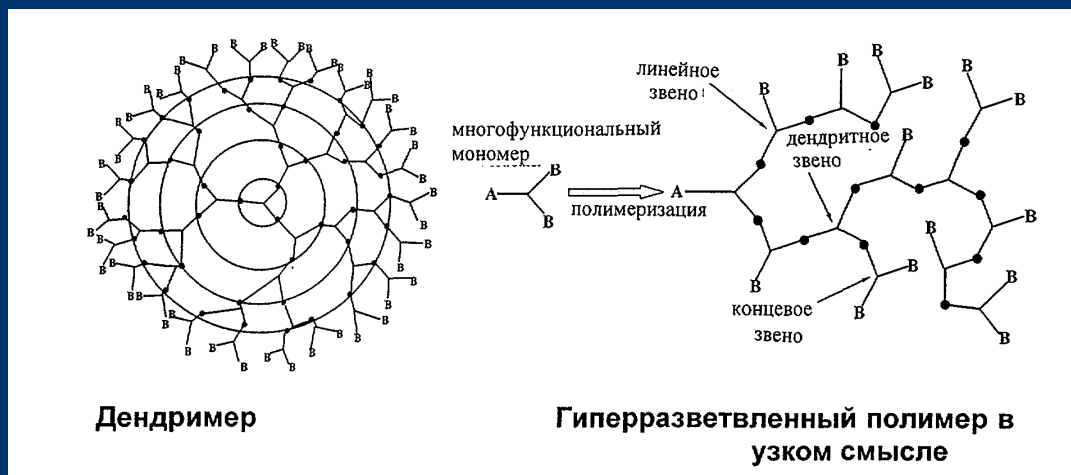 B B B B B B B B B B B B B B B B B B B B B B B B B B B B B B B B B B B B B B B B B B B B
многофункциональный
мономер
A B
B
полимеризация
линейное
звено
дендритное
звено
концевое
звено
A B B B B B B B B B B B B B B
Дендример
Гиперразветвленный полимер в
узком смысле